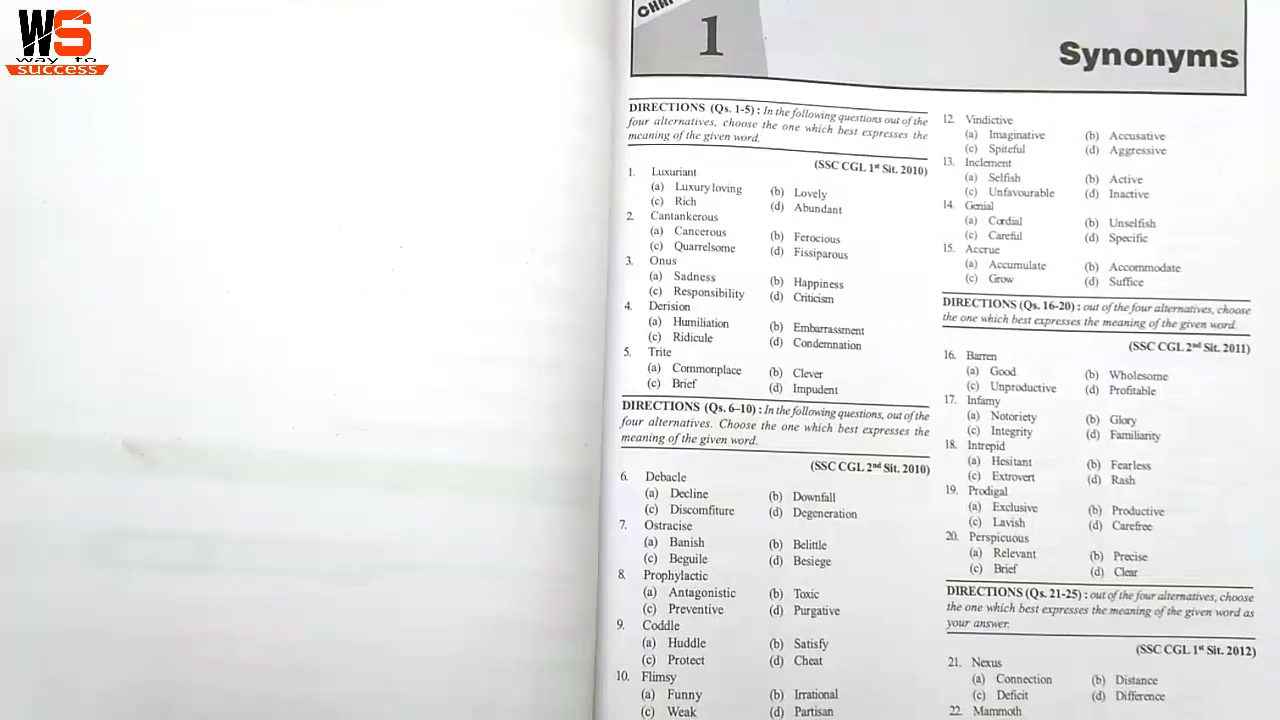 WS
way to
success
1
Synonyms
DIRECTIONS (Qs. 1-5) : In the following questions out of the
four alternatives, choose the one which best expresses the
meaning of the given word.
(SSC CGL 1st Sit. 2010)
1. Luxuriant
(a) Luxury loving (b) Lovely
(c) Rich (d) Abundant
2. Cantankerous
(a) Cancerous (b) Ferocious
(c) Quarrelsome (d) Fissiparous
3. Onus
(a) Sadness (b) Happiness
(c) Responsibility (d) Criticism
4. Derision
(a) Humiliation (b) Embarrassment
(c) Ridicule (d) Condemnation
5. Trite
(a) Commonplace (b) Clever
(c) Brief (d) Impudent
DIRECTIONS (Qs. 6–10) : In the following questions, out of the
four alternatives. Choose the one which best expresses the
meaning of the given word.
(SSC CGL 2nd Sit. 2010)
6. Debacle
(a) Decline (b) Downfall
(c) Discomfiture (d) Degeneration
7. Ostracise
(a) Banish (b) Belittle
(c) Beguile (d) Besiege
8. Prophylactic
(a) Antagonistic (b) Toxic
(c) Preventive (d) Purgative
9. Coddle
(a) Huddle (b) Satisfy
(c) Protect (d) Cheat
10. Flimsy
(a) Funny (b) Irrational
(c) Weak (d) Partisan
12. Vindictive
(a) Imaginative (b) Accusative
(c) Spiteful (d) Aggressive
13. Inclement
(a) Selfish (b) Active
(c) Unfavourable (d) Inactive
14. Genial
(a) Cordial (b) Unselfish
(c) Careful (d) Specific
15. Accrue
(a) Accumulate (b) Accommodate
(c) Grow (d) Suffice
DIRECTIONS (Qs. 16-20) : out of the four alternatives, choose
the one which best expresses the meaning of the given word.
(SSC CGL 2nd Sit. 2011)
16. Barren
(a) Good (b) Wholesome
(c) Unproductive (d) Profitable
17. Infamy
(a) Notoriety (b) Glory
(c) Integrity (d) Familiarity
18. Intrepid
(a) Hesitant (b) Fearless
(c) Extrovert (d) Rash
19. Prodigal
(a) Exclusive (b) Productive
(c) Lavish (d) Carefree
20. Perspicuous
(a) Relevant (b) Precise
(c) Brief (d) Clear
DIRECTIONS (Qs. 21-25) : out of the four alternatives, choose
the one which best expresses the meaning of the given word as
your answer.
(SSC CGL 1st Sit. 2012)
21. Nexus
(a) Connection (b) Distance
(c) Deficit (d) Difference
22. Mammoth